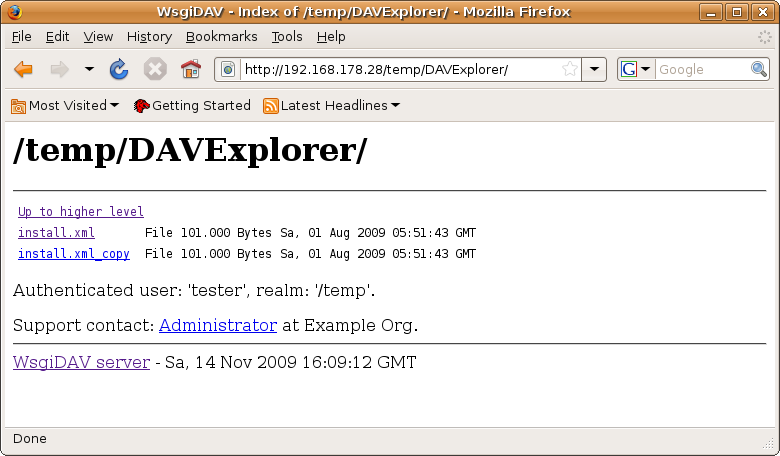 WsgiDAV - Index of /temp/DAVExplorer/ - Mozilla Firefox
File Edit View History Bookmarks Tools Help
http://192.168.178.28/temp/DAVExplorer/ G Google
Most Visited Getting Started Latest Headlines
/temp/DAVExplorer/
Up to higher level
install.xml File 101.000 Bytes Sa, 01 Aug 2009 05:51:43 GMT
install.xml_copy File 101.000 Bytes Sa, 01 Aug 2009 05:51:43 GMT
Authenticated user: 'tester', realm: '/temp'.
Support contact: Administrator at Example Org.
WsgiDAV server - Sa, 14 Nov 2009 16:09:12 GMT
Done